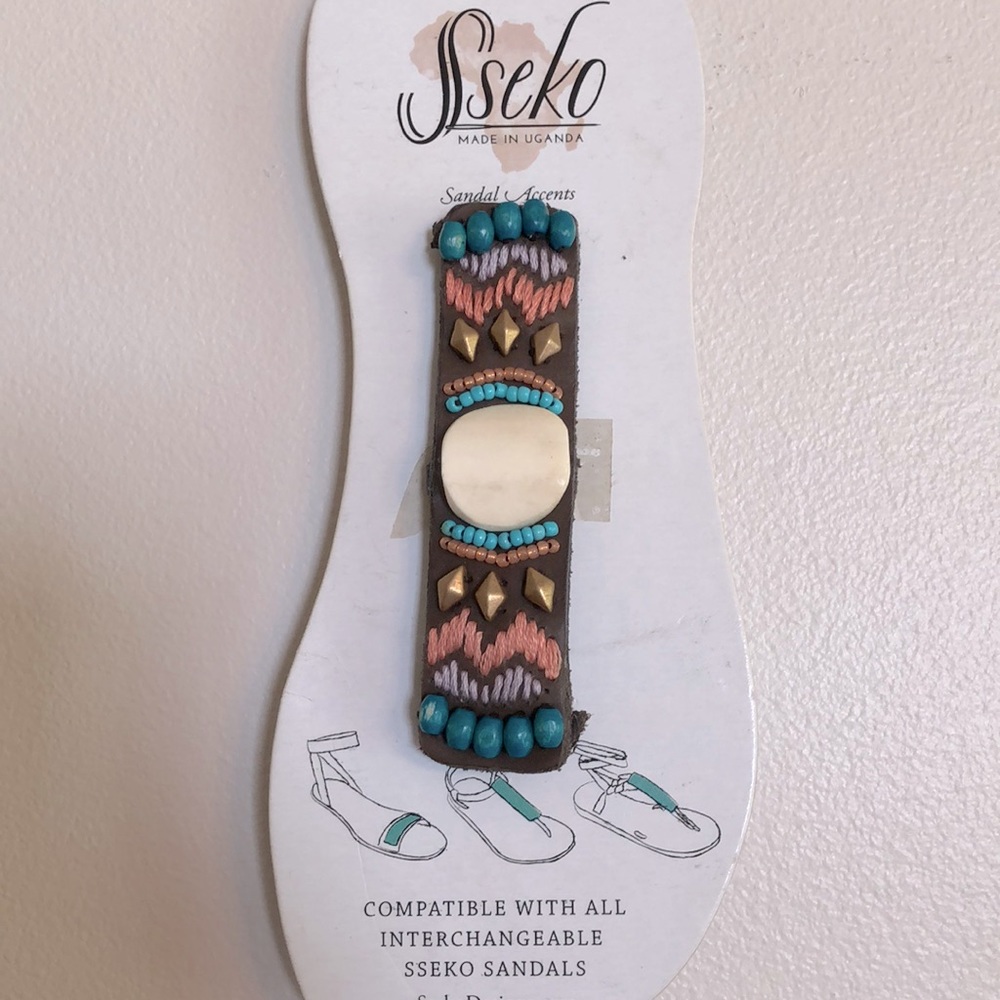 Sseko
MADE IN UGANDA
Sandal Accents
COMPATIBLE WITH ALL
INTERCHANGEABLE
SSEKO SANDALS